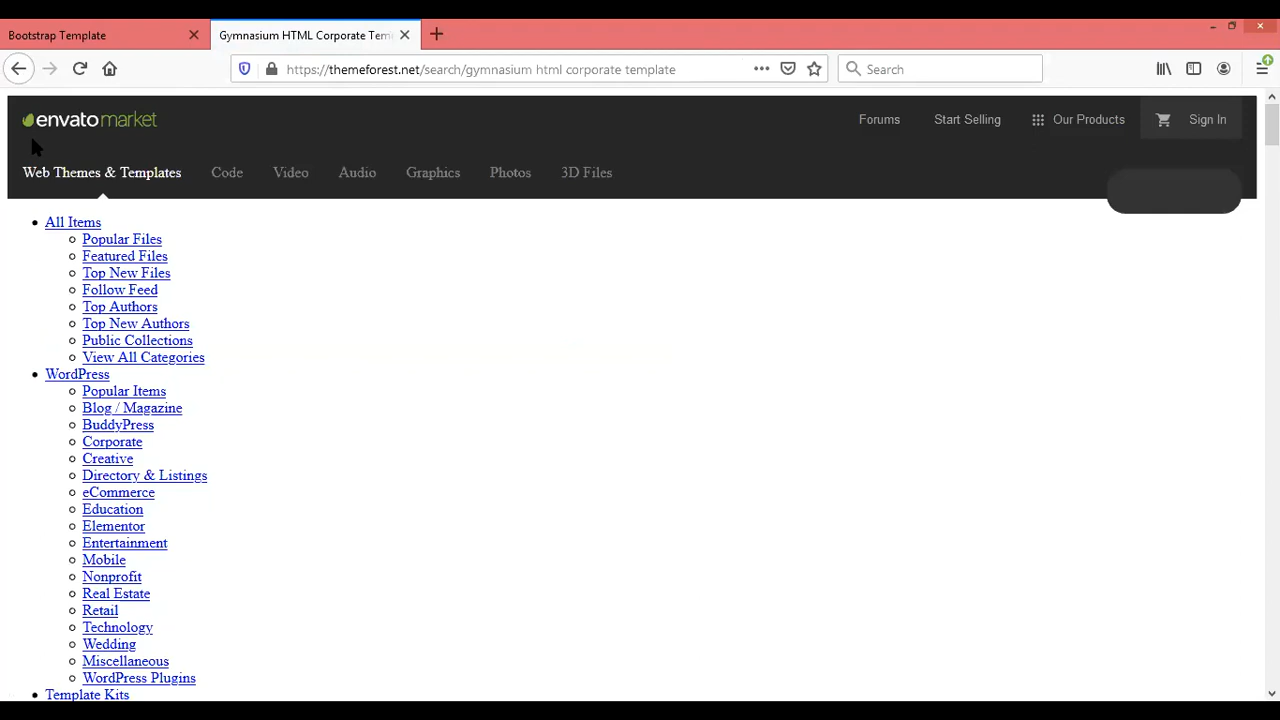 Bootstrap Template
Gymnasium HTML Corporate Tem
https://themeforest.net/search/gymnasium html corporate template
Search
envatomarket
Forums
Start Selling
Our Products
Sign In
Web Themes & Templates
Code
Video
Audio
Graphics
Photos
3D Files
All Items
Popular Files
Featured Files
Top New Files
Follow Feed
Top Authors
Top New Authors
Public Collections
View All Categories
WordPress
Popular Items
Blog / Magazine
BuddyPress
Corporate
Creative
Directory & Listings
eCommerce
Education
Elementor
Entertainment
Mobile
Nonprofit
Real Estate
Retail
Technology
Wedding
Miscellaneous
WordPress Plugins
Template Kits